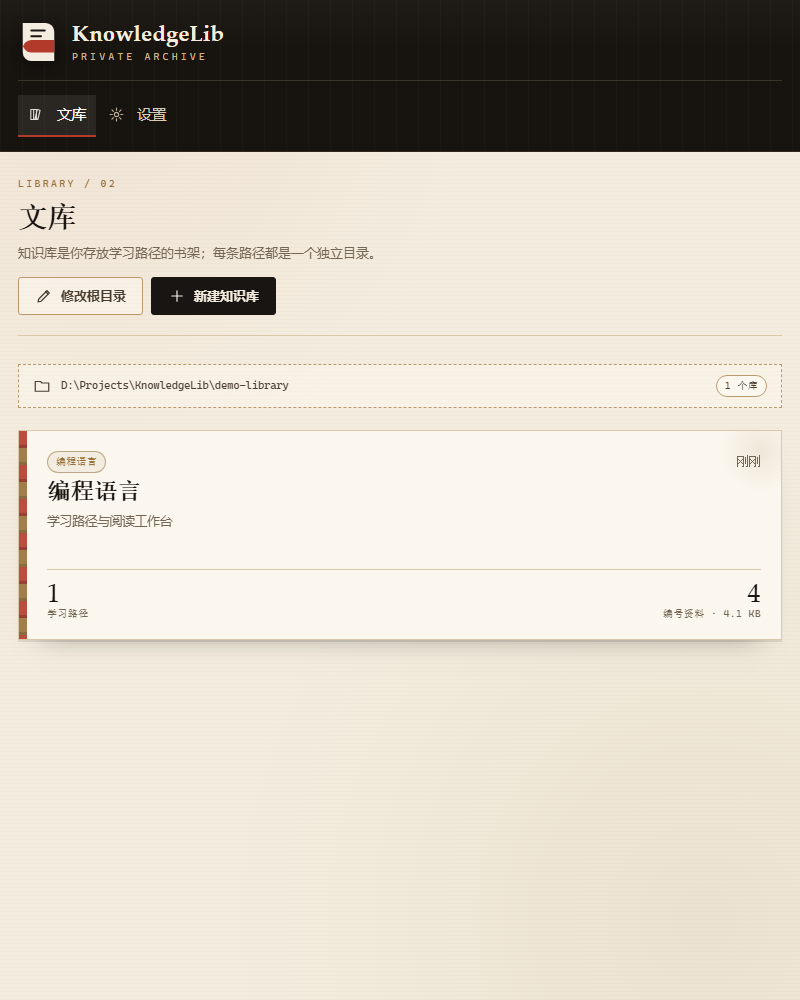 KnowledgeLib
PRIVATE ARCHIVE
文库
设置
LIBRARY / 02
文库
知识库是你存放学习路径的书架；每条路径都是一个独立目录。
修改根目录
新建知识库
D:\Projects\KnowledgeLib\demo-library
1 个库
编程语言
刚刚
编程语言
学习路径与阅读工作台
1
4
学习路径
编号资料 · 4.1 KB